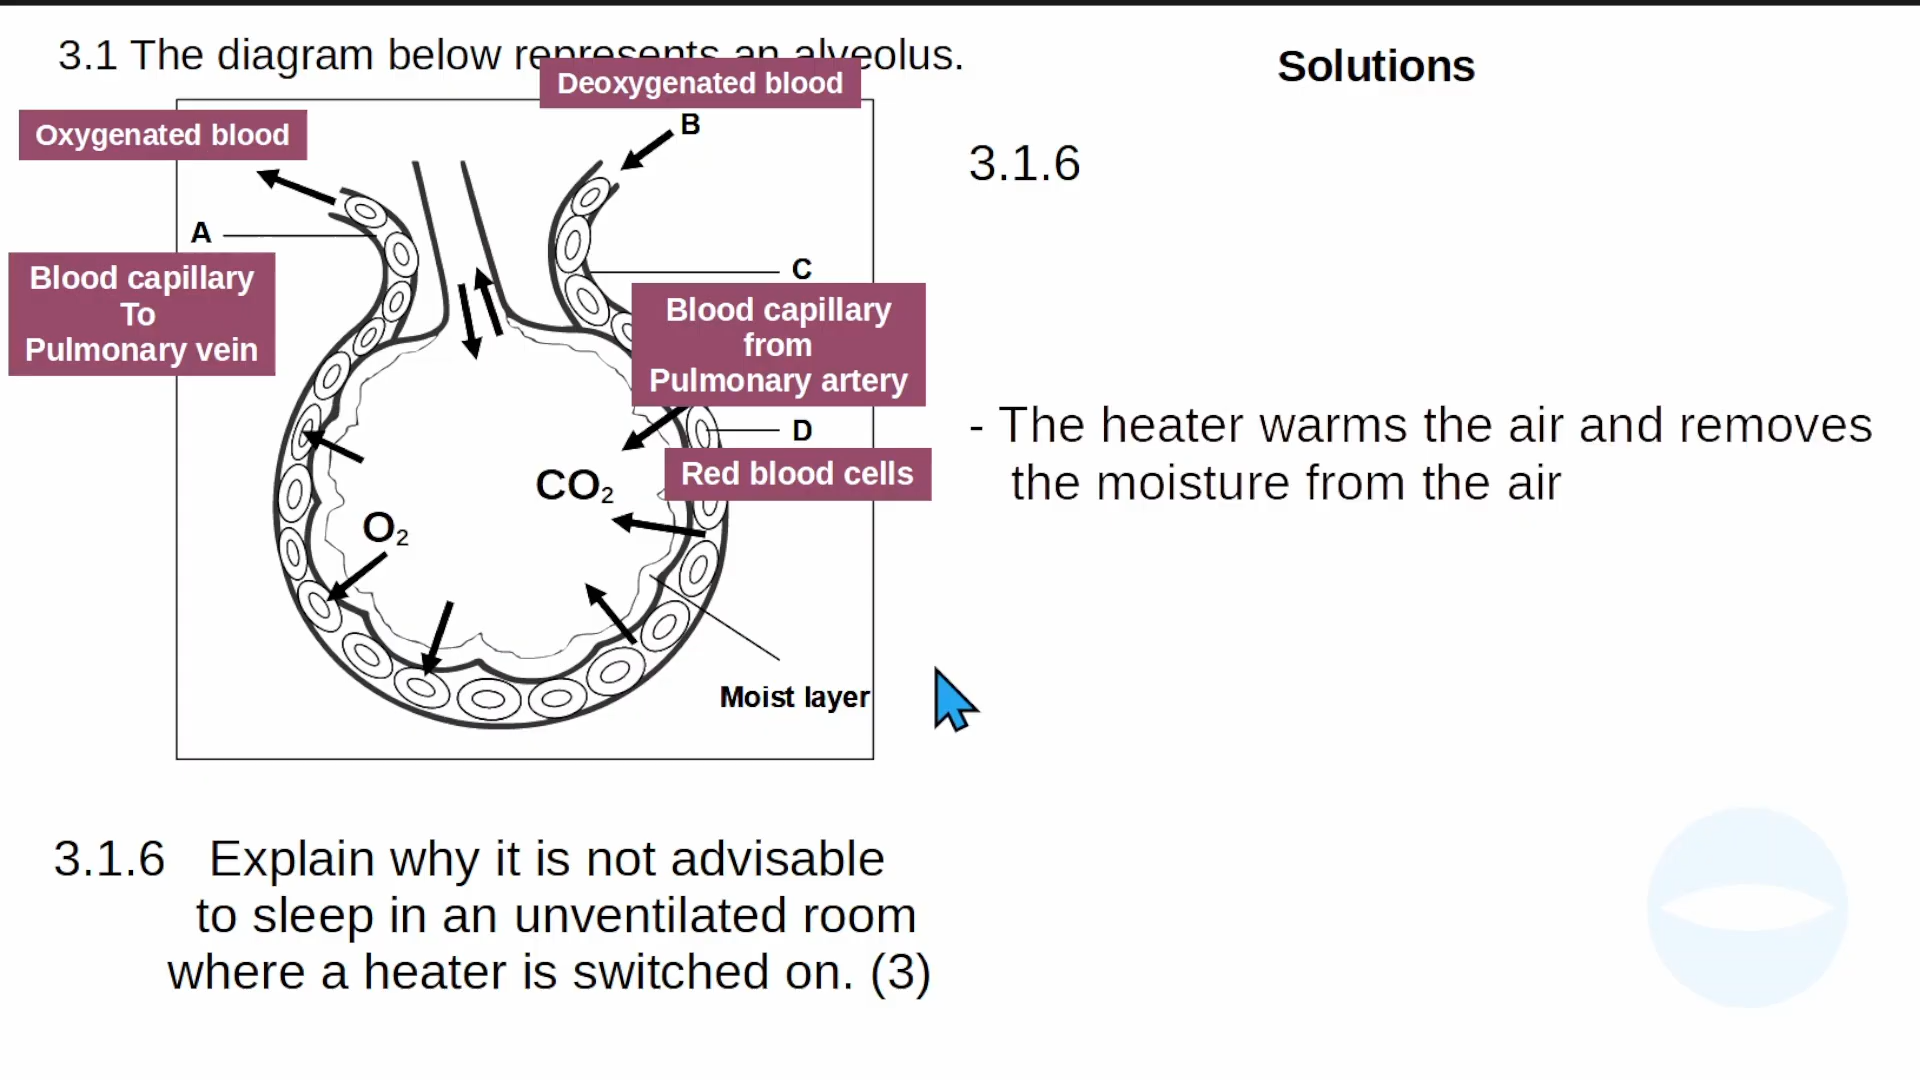 3.1 The diagram below represents an alveolus.
Solutions
Deoxygenated blood
Oxygenated blood
B
3.1.6
A
C
Blood capillary
To
Pulmonary vein
Blood capillary
from
Pulmonary artery
D
- The heater warms the air and removes
the moisture from the air
Red blood cells
CO₂
O₂
Moist layer
3.1.6 Explain why it is not advisable
to sleep in an unventilated room
where a heater is switched on. (3)